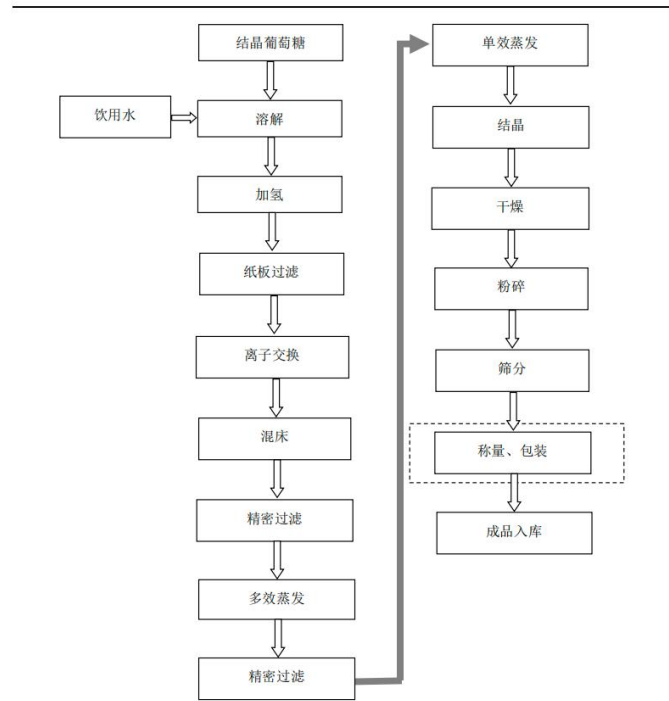 结晶葡萄糖
饮用水
溶解
加氢
纸板过滤
离子交换
混床
精密过滤
多效蒸发
精密过滤
单效蒸发
结晶
干燥
粉碎
筛分
称量、包装
成品入库